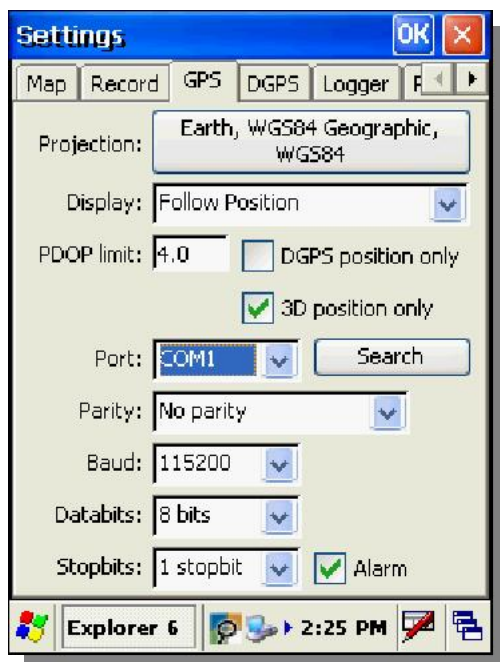 Settings OK
Map Record GPS DGPS Logger
Projection: Earth, WGS84 Geographic,
WGS84
Display: Follow Position
PDOP limit: 4.0 DGPS position only
3D position only
Port: COM1 Search
Parity: No parity
Baud: 115200
Databits: 8 bits
Stopbits: 1 stopbit Alarm
Explorer 6 2:25 PM